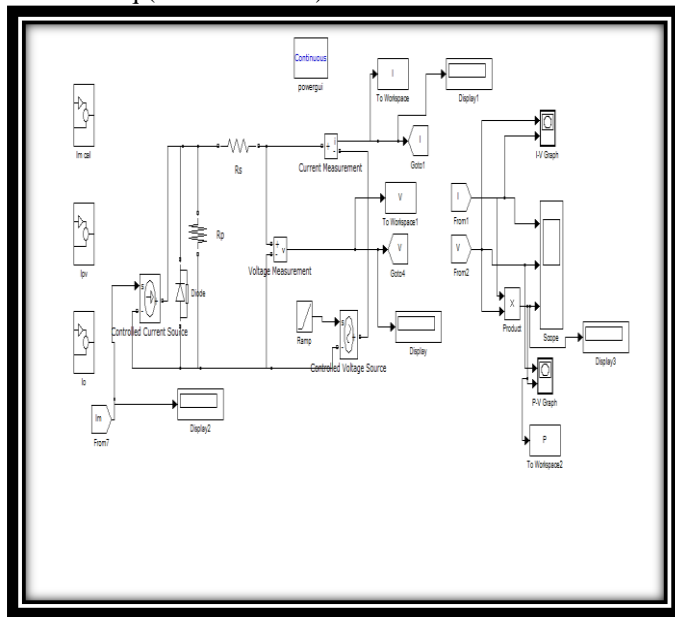 Continuous
powergui
I
To Workspace
Display1
Im cal
I
Goto1
I-V Graph
Rs
i
+
-
Current Measurement
Ipv
Rp
V
To Workspace1
I
From1
V
From2
+
-
v
Voltage Measurement
V
Goto4
s
-
Diode
Controlled Current Source
Ramp
s
-
Controlled Voltage Source
Display
X
Product
Scope
Display3
Io
P-V Graph
Im
From7
Display2
P
To Workspace2